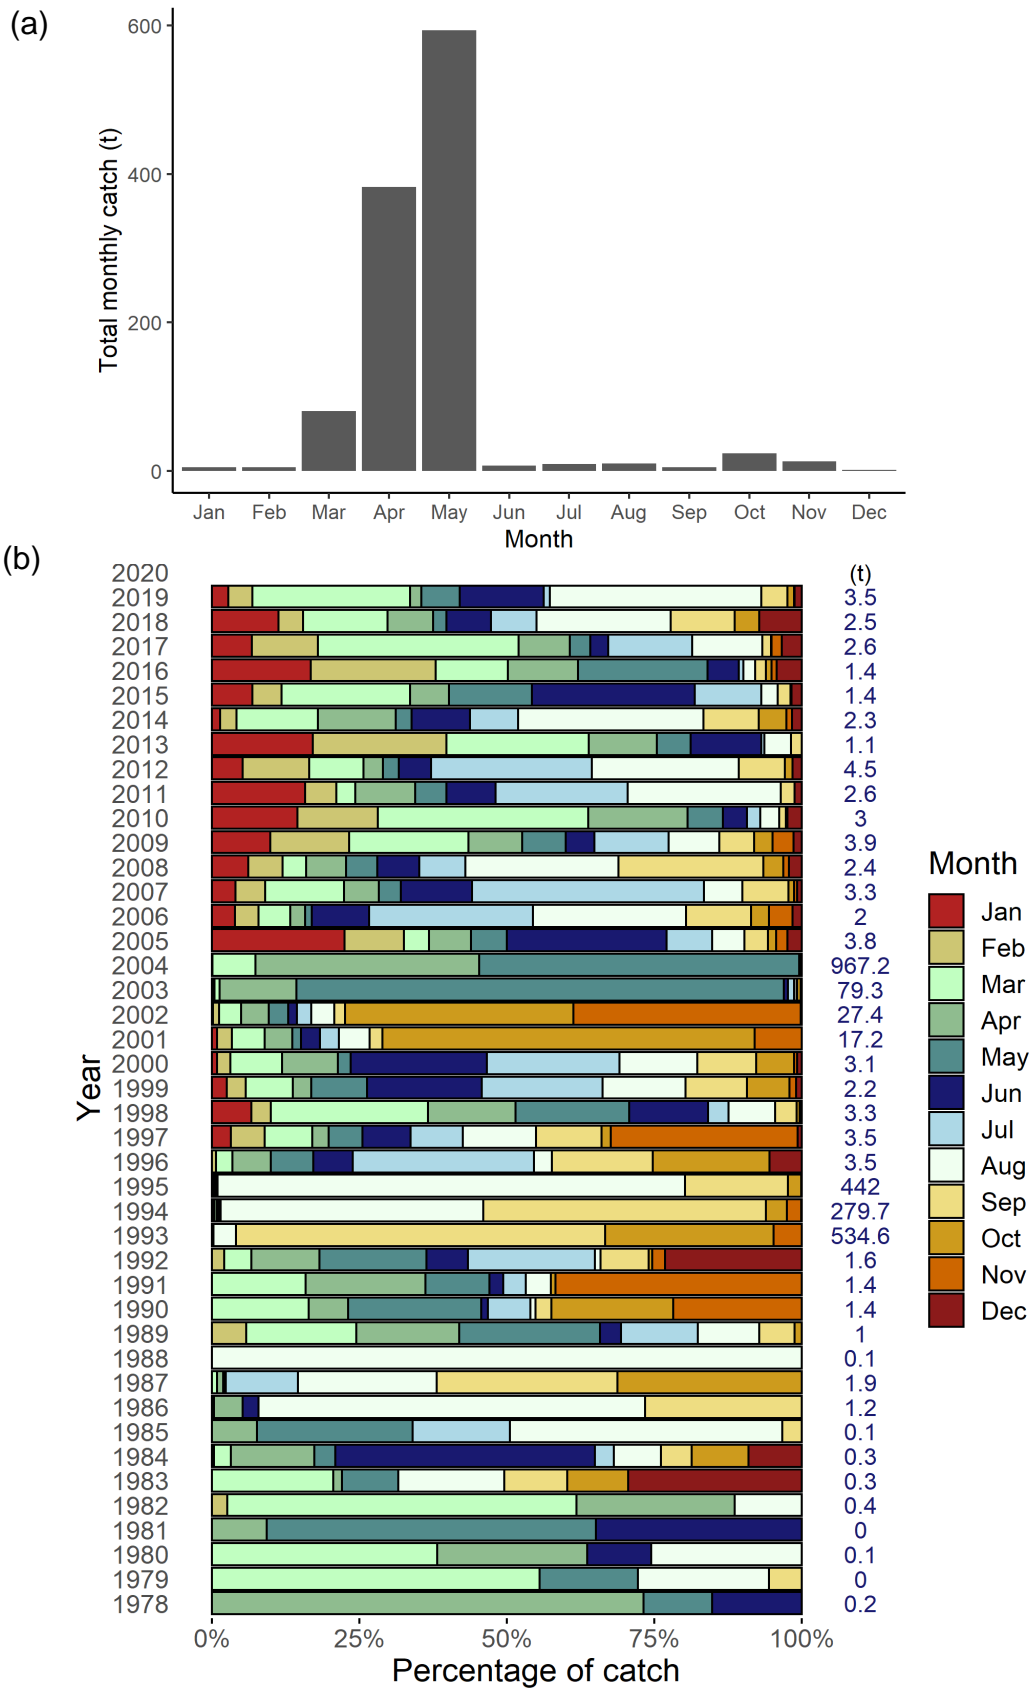 (a)
600
400
200
0
Total monthly catch (t)
Jan Feb Mar Apr May Jun Jul Aug Sep Oct Nov Dec
Month
(b)
2020 (t)
2019 3.5
2018 2.5
2017 2.6
2016 1.4
2015 1.4
2014 2.3
2013 1.1
2012 4.5
2011 2.6
2010 3
2009 3.9
2008 2.4
2007 3.3
2006 2
2005 3.8
2004 967.2
2003 79.3
2002 27.4
2001 17.2
2000 3.1
1999 2.2
1998 3.3
1997 3.5
1996 3.5
1995 442
1994 279.7
1993 534.6
1992 1.6
1991 1.4
1990 1.4
1989 1
1988 0.1
1987 1.9
1986 1.2
1985 0.1
1984 0.3
1983 0.3
1982 0.4
1981 0
1980 0.1
1979 0
1978 0.2
Year
0% 25% 50% 75% 100%
Percentage of catch
Month
Jan
Feb
Mar
Apr
May
Jun
Jul
Aug
Sep
Oct
Nov
Dec